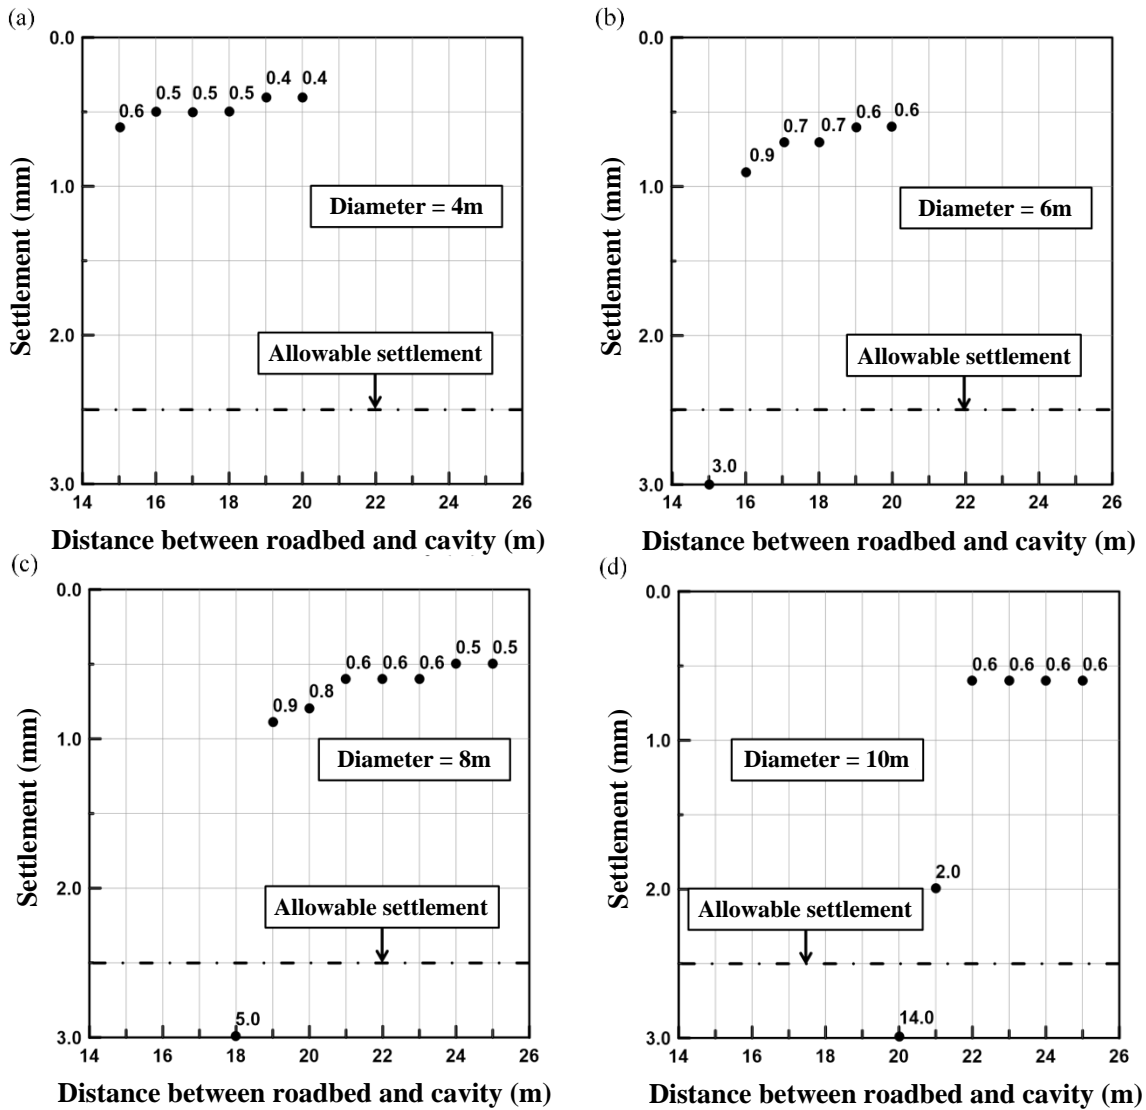 (a)
0.0
1.0
2.0
3.0
Settlement (mm)
0.6 0.5 0.5 0.5 0.4 0.4
Diameter = 4m
Allowable settlement
14 16 18 20 22 24 26
Distance between roadbed and cavity (m)
(b)
0.0
1.0
2.0
3.0
Settlement (mm)
3.0 0.9 0.7 0.7 0.6 0.6
Diameter = 6m
Allowable settlement
14 16 18 20 22 24 26
Distance between roadbed and cavity (m)
(c)
0.0
1.0
2.0
3.0
Settlement (mm)
5.0 0.9 0.8 0.6 0.6 0.6 0.5 0.5
Diameter = 8m
Allowable settlement
14 16 18 20 22 24 26
Distance between roadbed and cavity (m)
(d)
0.0
1.0
2.0
3.0
Settlement (mm)
14.0 2.0 0.6 0.6 0.6 0.6
Diameter = 10m
Allowable settlement
14 16 18 20 22 24 26
Distance between roadbed and cavity (m)